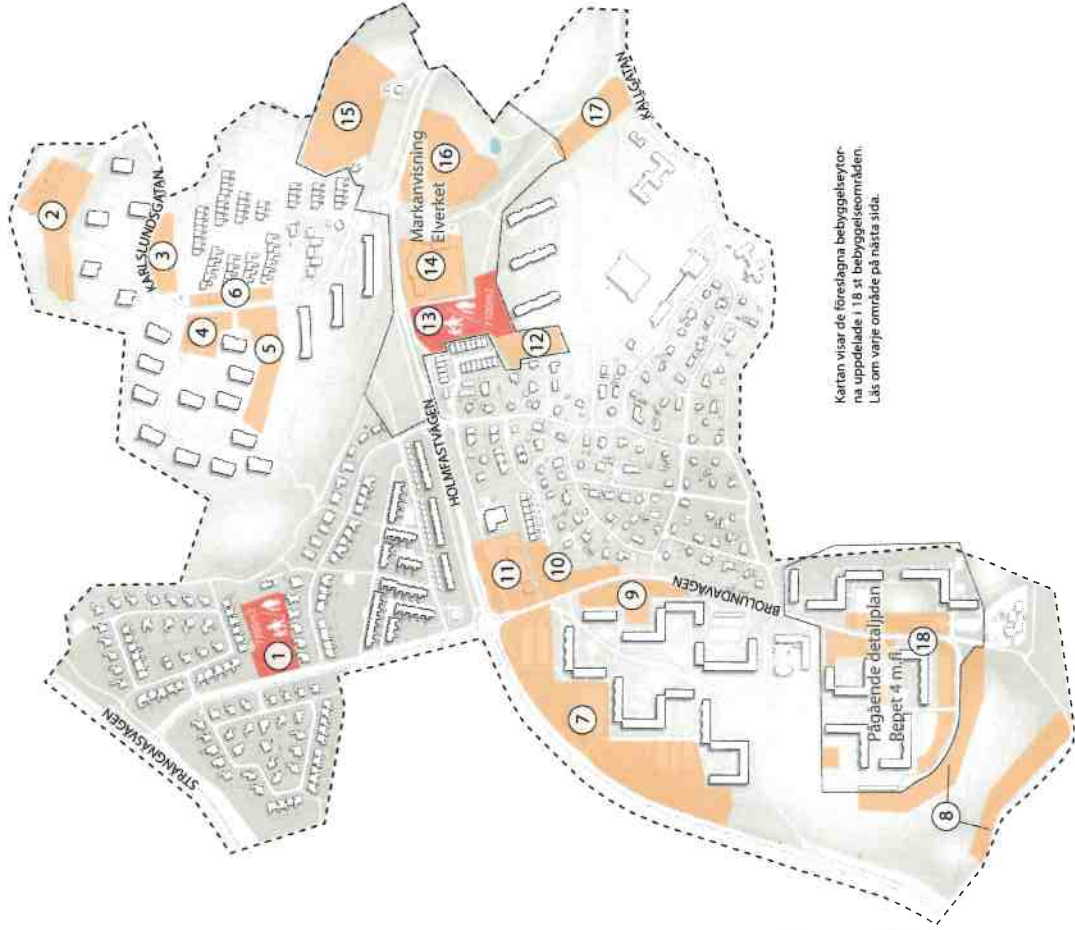 2
KARLSLUNDSGATAN
3
15
4
6
5
Markanvisning
Elverket
16
14
17
KÄLLGATAN
13
12
HOLMFASTVÄGEN
STRÄNGNÄSVÄGEN
1
11
10
9
BROLUNDAVÄGEN
7
Pågående detaljplan
Repet 4 m.fl.
18
8
Kartan visar de föreslagna bebyggelseytor-
na uppdelade i 18 st bebyggelseområden.
Läs om varje område på nästa sida.